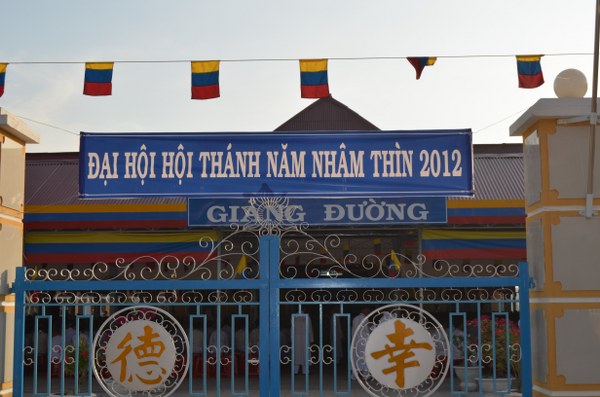 ĐẠI HỘI HỘI THÁNH NĂM NHÂM THÌN 2012
GIẢNG ĐƯỜNG
德 幸